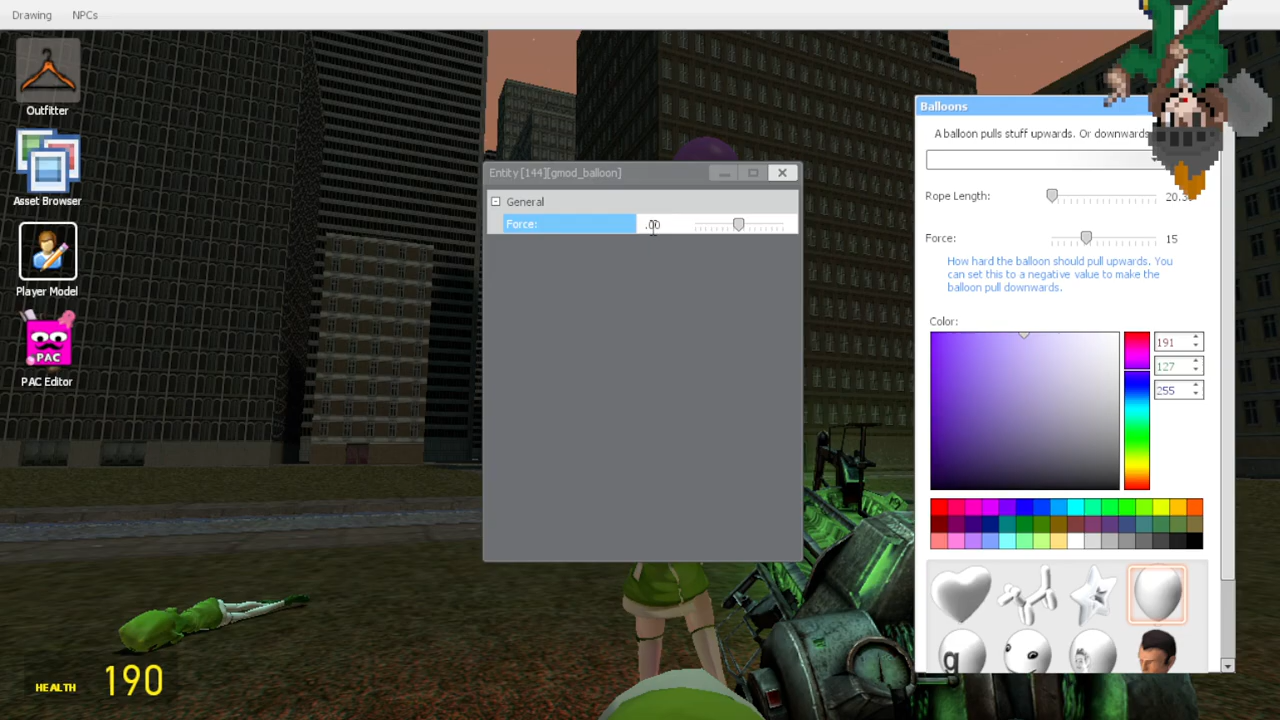 Drawing NPCs
Outfitter
Asset Browser
Player Model
PAC
PAC Editor
Entity [144][gmod_balloon]
General
Force: .00
Balloons
A balloon pulls stuff upwards. Or downwards
Rope Length:
Force: 15
How hard the balloon should pull upwards. You
can set this to a negative value to make the
balloon pull downwards.
Color:
191
127
255
g
HEALTH 190